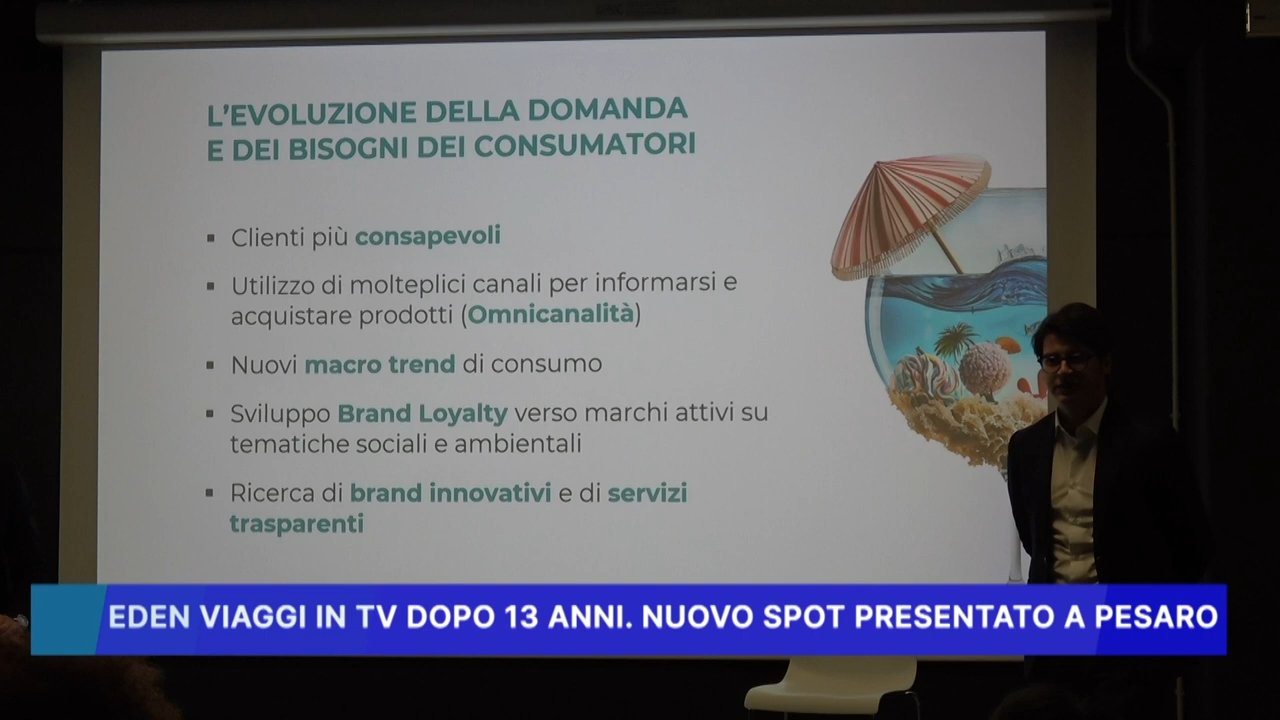 L'EVOLUZIONE DELLA DOMANDA
E DEI BISOGNI DEI CONSUMATORI
▪ Clienti più consapevoli
▪ Utilizzo di molteplici canali per informarsi e
acquistare prodotti (Omnicanalità)
▪ Nuovi macro trend di consumo
▪ Sviluppo Brand Loyalty verso marchi attivi su
tematiche sociali e ambientali
▪ Ricerca di brand innovativi e di servizi
trasparenti
EDEN VIAGGI IN TV DOPO 13 ANNI. NUOVO SPOT PRESENTATO A PESARO